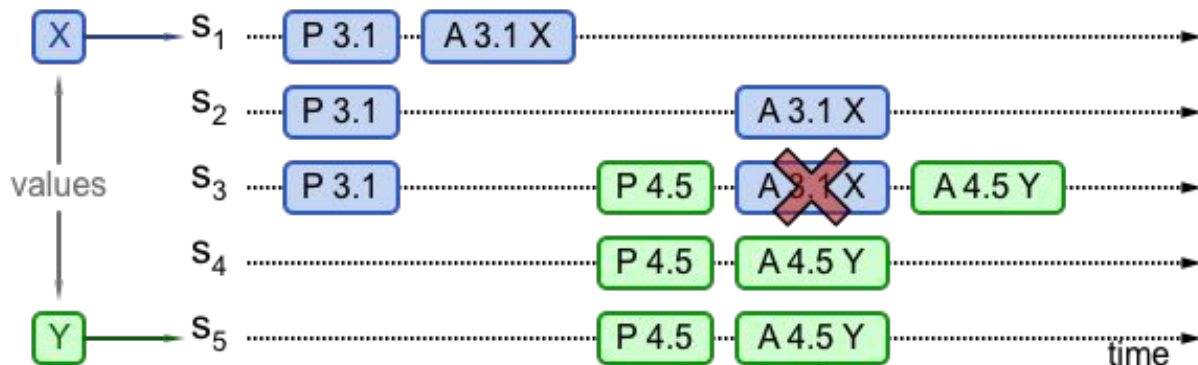 X s1 P 3.1 A 3.1 X
s2 P 3.1 A 3.1 X
values s3 P 3.1 P 4.5 A 3.1 X A 4.5 Y
s4 P 4.5 A 4.5 Y
Y s5 P 4.5 A 4.5 Y
time